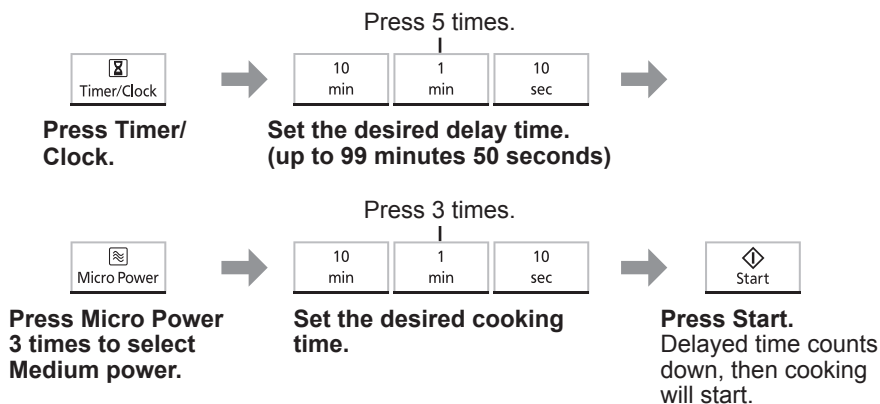 Press 5 times.
Timer/Clock
10 min
1 min
10 sec
Press Timer/
Clock.
Set the desired delay time.
(up to 99 minutes 50 seconds)
Press 3 times.
Micro Power
10 min
1 min
10 sec
Start
Press Micro Power
3 times to select
Medium power.
Set the desired cooking
time.
Press Start.
Delayed time counts
down, then cooking
will start.